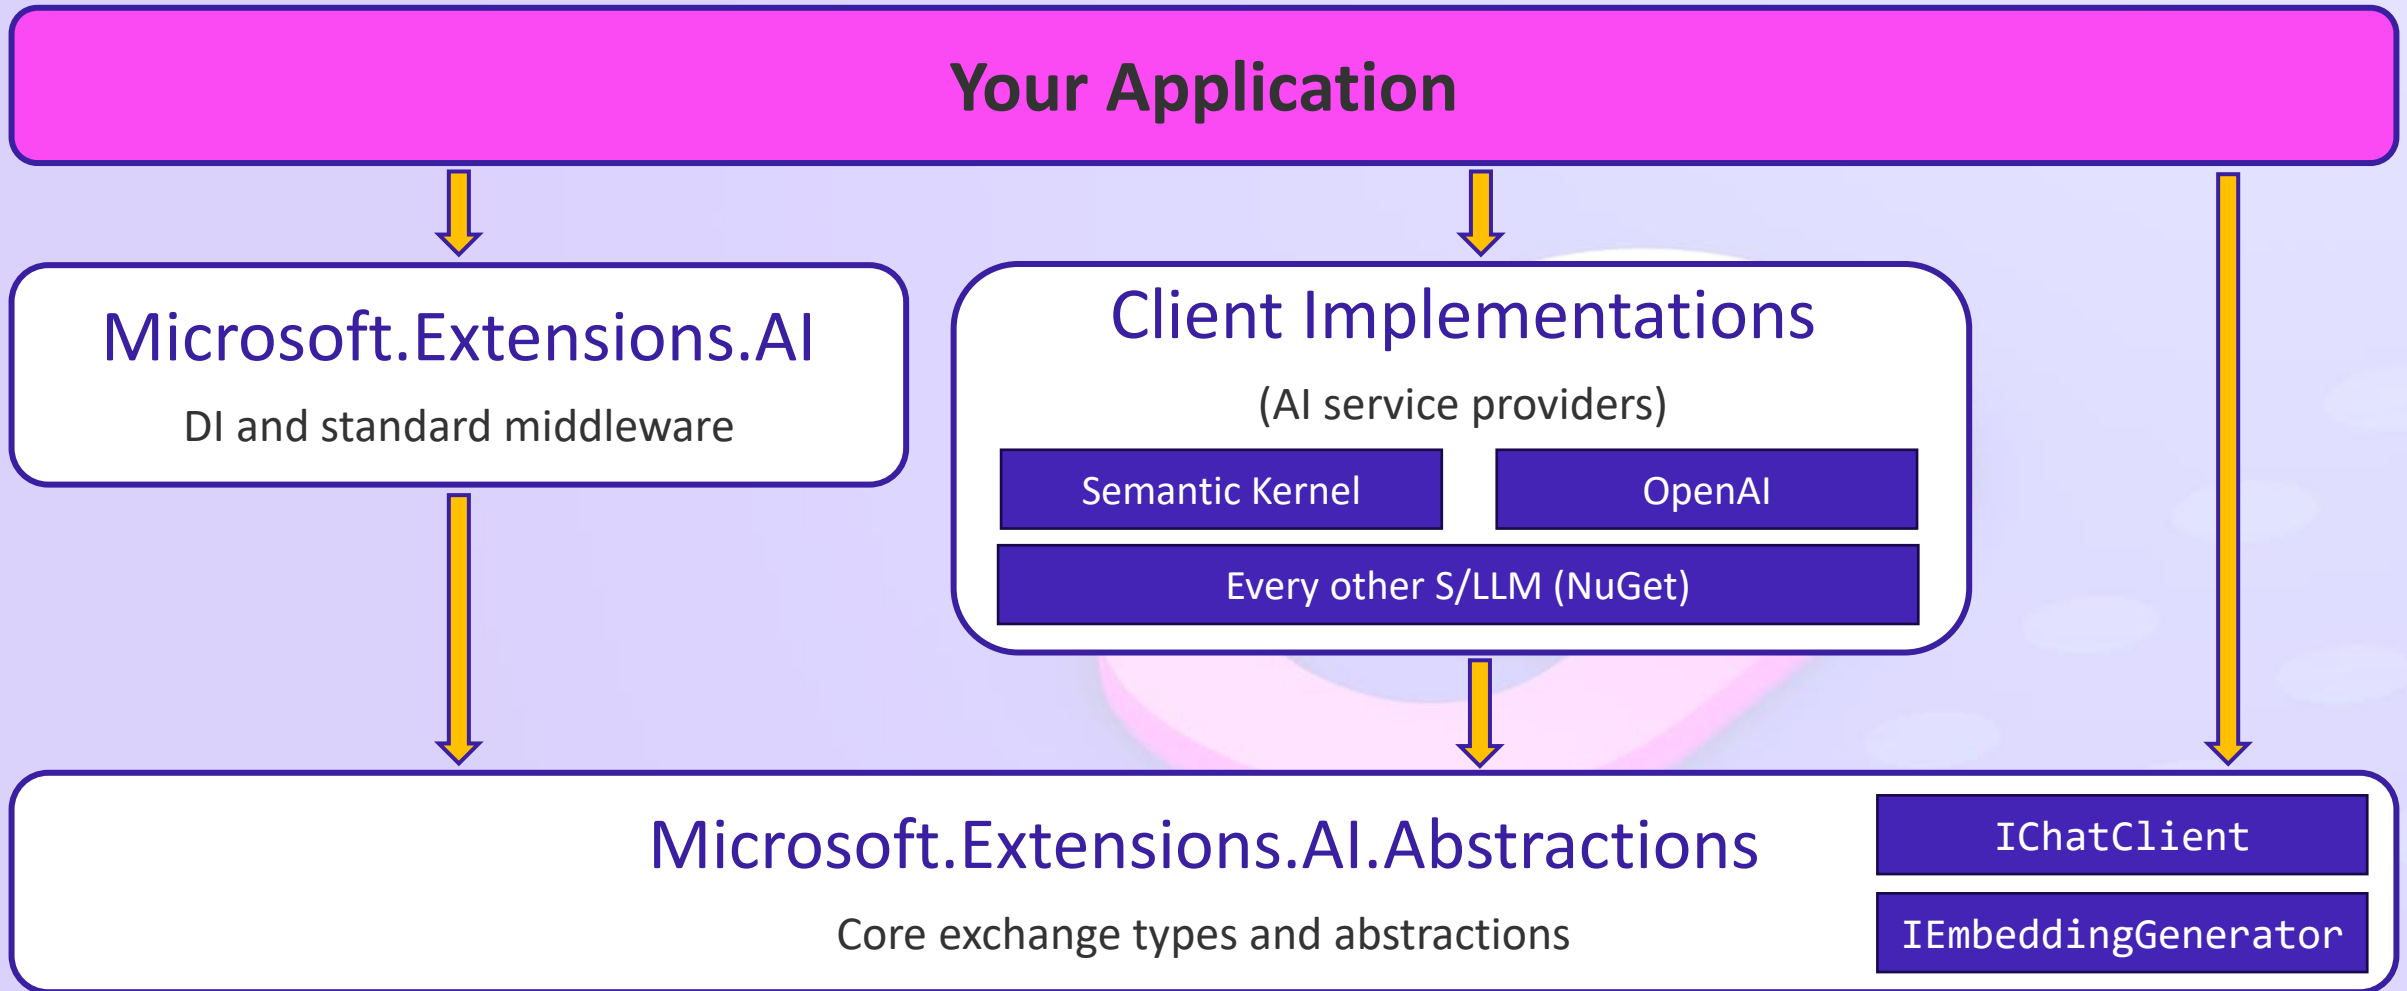 Your Application
Microsoft.Extensions.AI
DI and standard middleware
Client Implementations
(AI service providers)
Semantic Kernel
OpenAI
Every other S/LLM (NuGet)
Microsoft.Extensions.AI.Abstractions
Core exchange types and abstractions
IChatClient
IEmbeddingGenerator